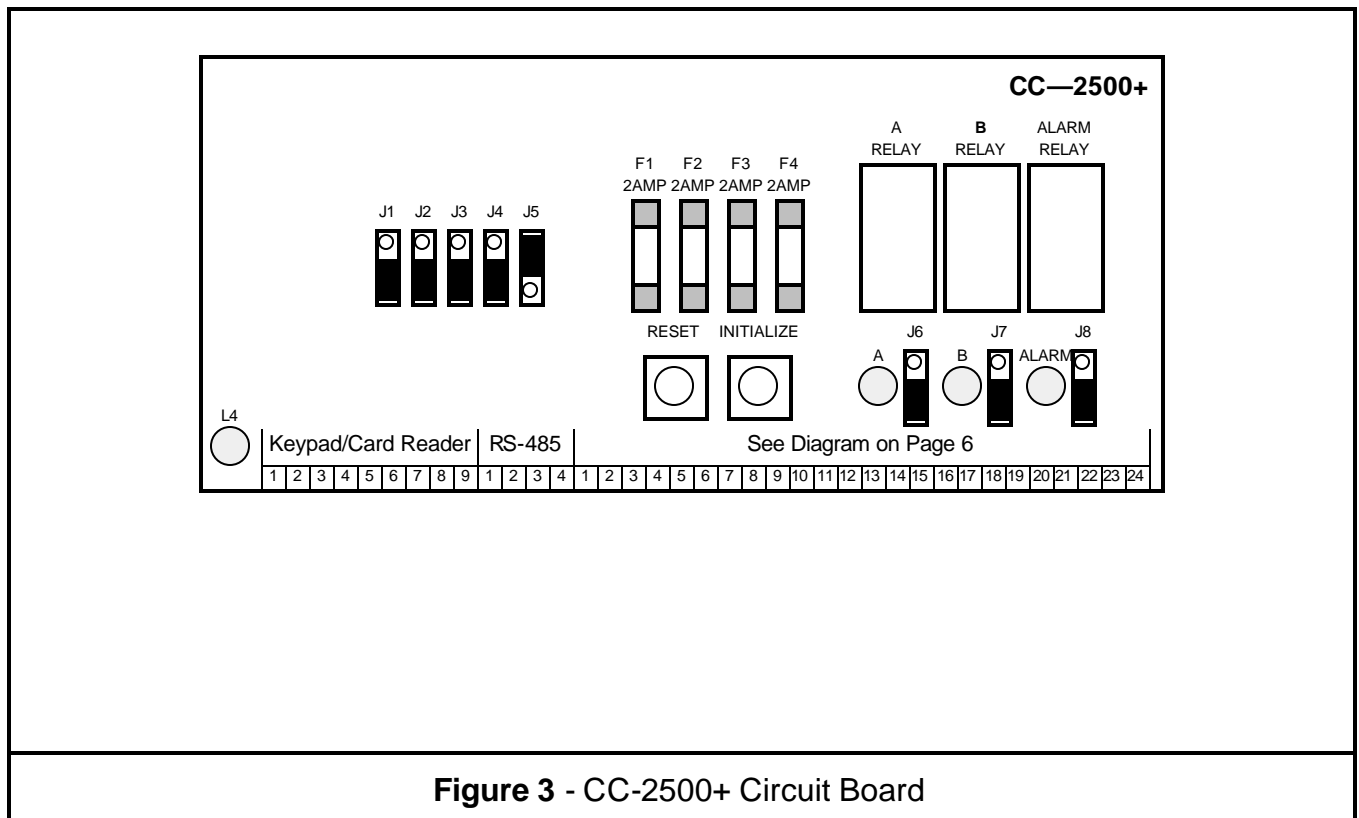 CC—2500+
A B ALARM
RELAY RELAY RELAY
F1 F2 F3 F4
2AMP 2AMP 2AMP 2AMP
J1 J2 J3 J4 J5
RESET INITIALIZE
J6 J7 J8
A B ALARM
L4
Keypad/Card Reader RS-485 See Diagram on Page 6
1 2 3 4 5 6 7 8 9 1 2 3 4 1 2 3 4 5 6 7 8 9 10 11 12 13 14 15 16 17 18 19 20 21 22 23 24
Figure 3 - CC-2500+ Circuit Board